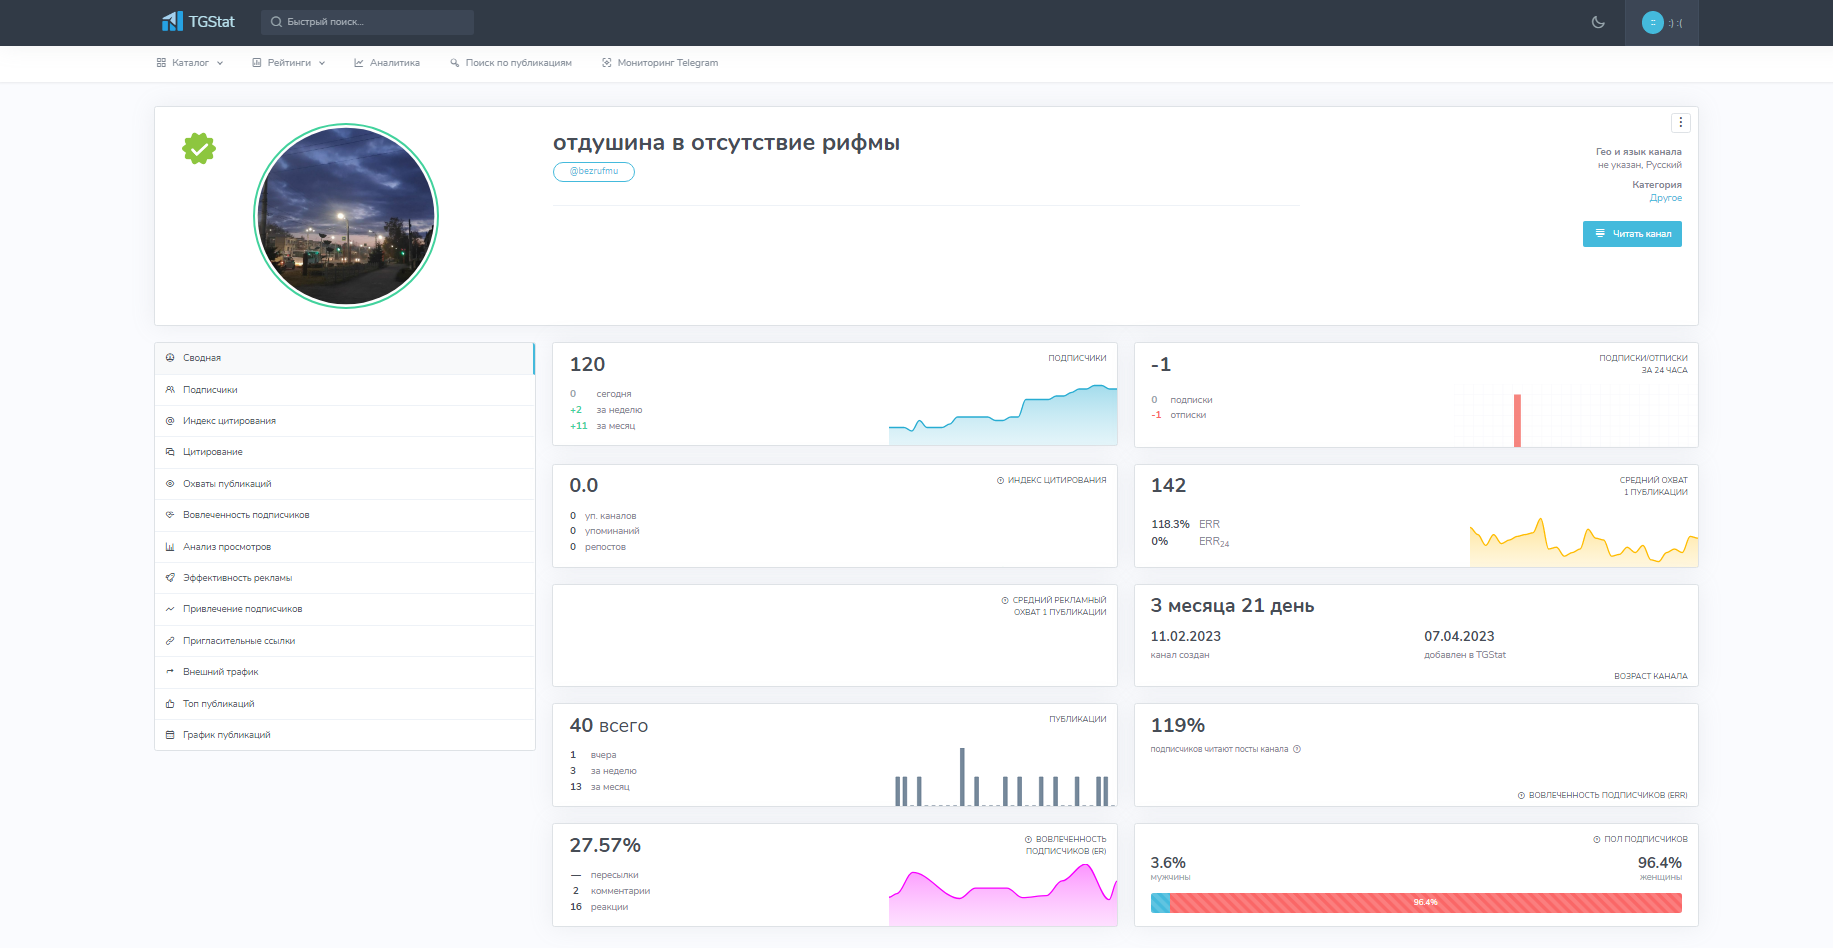 TGStat
Быстрый поиск...
:) :(
Каталог
Рейтинги
Аналитика
Поиск по публикациям
Мониторинг Telegram
отдушина в отсутствие рифмы
@bezrufmu
Гео и язык канала
не указан, Русский
Категория
Другое
Читать канал
Сводная
Подписчики
Индекс цитирования
Цитирование
Охваты публикаций
Вовлеченность подписчиков
Анализ просмотров
Эффективность рекламы
Привлечение подписчиков
Пригласительные ссылки
Внешний трафик
Топ публикаций
График публикаций
120
ПОДПИСЧИКИ
0 сегодня
+2 за неделю
+11 за месяц
-1
ПОДПИСКИ/ОТПИСКИ
ЗА 24 ЧАСА
0 подписки
-1 отписки
0.0
ИНДЕКС ЦИТИРОВАНИЯ
0 уп. каналов
0 упоминаний
0 репостов
142
СРЕДНИЙ ОХВАТ
1 ПУБЛИКАЦИИ
118.3% ERR
0% ERR24
СРЕДНИЙ РЕКЛАМНЫЙ
ОХВАТ 1 ПУБЛИКАЦИИ
3 месяца 21 день
11.02.2023
канал создан
07.04.2023
добавлен в TGStat
ВОЗРАСТ КАНАЛА
40 всего
ПУБЛИКАЦИИ
1 вчера
3 за неделю
13 за месяц
119%
подписчиков читают посты канала
ВОВЛЕЧЕННОСТЬ ПОДПИСЧИКОВ (ERR)
27.57%
ВОВЛЕЧЕННОСТЬ
ПОДПИСЧИКОВ (ER)
— пересылки
2 комментарии
16 реакции
ПОЛ ПОДПИСЧИКОВ
3.6%
мужчины
96.4%
женщины
96.4%